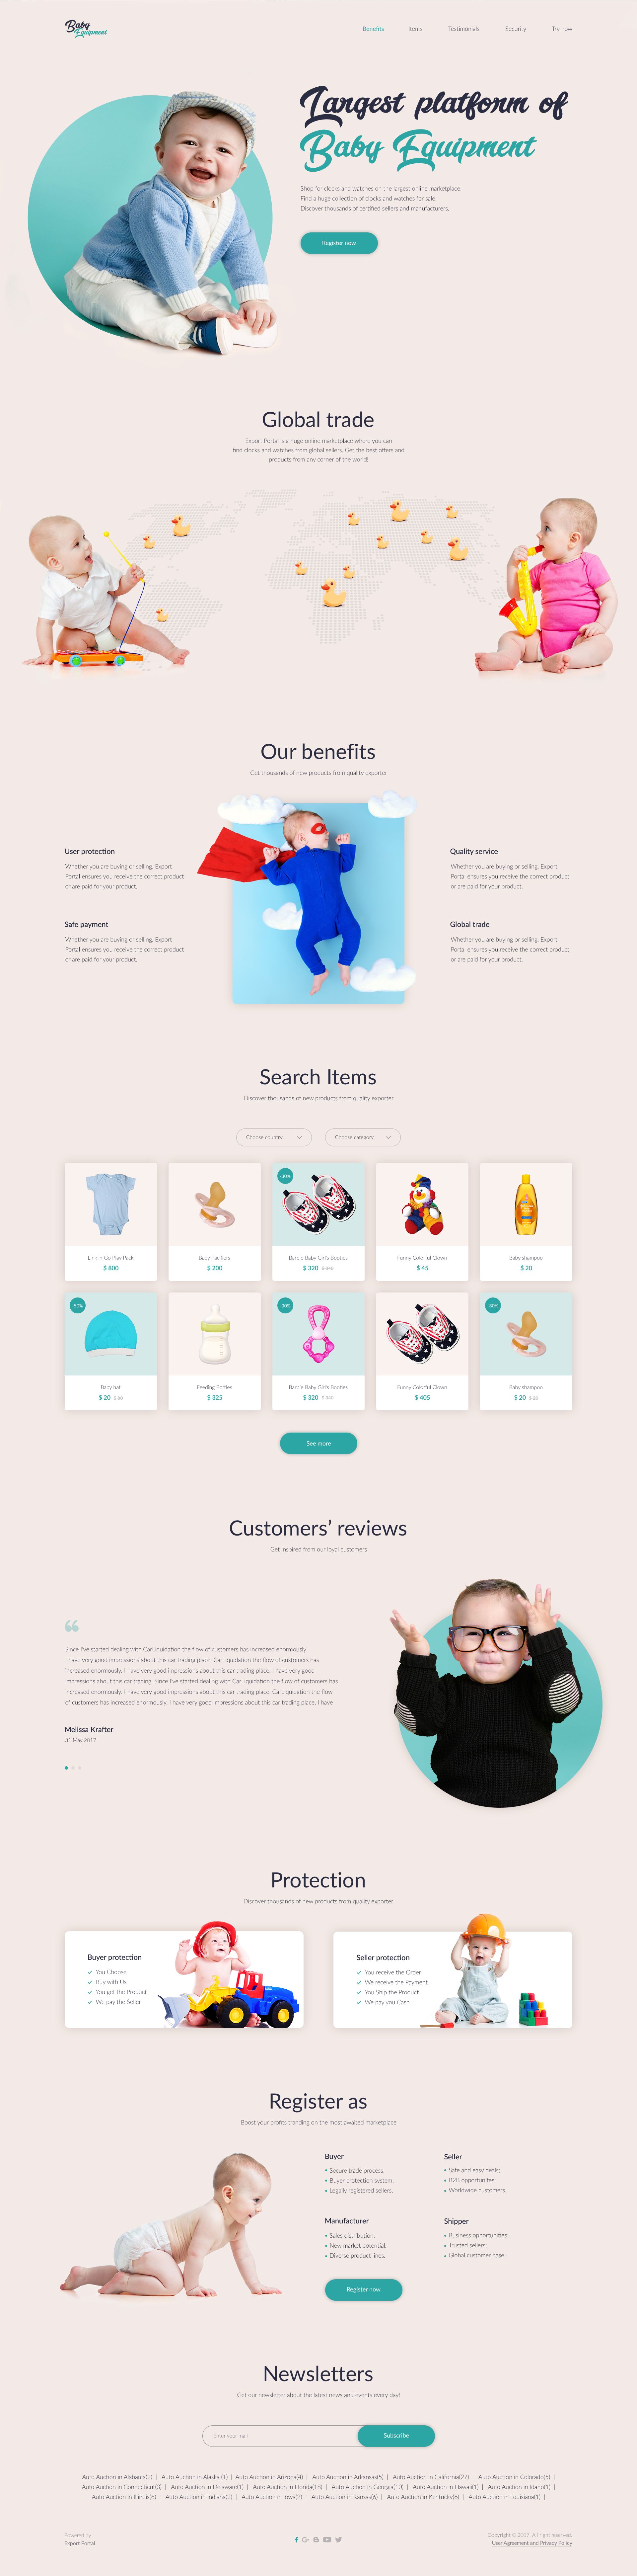 Baby
Equipment
Benefits
Items
Testimonials
Security
Try now
Largest platform of
Baby Equipment
Shop for clocks and watches on the largest online marketplace!
Find a huge collection of clocks and watches for sale.
Discover thousands of certified sellers and manufacturers.
Register now
Global trade
Export Portal is a huge online marketplace where you can
find clocks and watches from global sellers. Get the best offers and
products from any corner of the world!
Our benefits
Get thousands of new products from quality exporter
User protection
Whether you are buying or selling, Export
Portal ensures you receive the correct product
or are paid for your product.
Safe payment
Whether you are buying or selling, Export
Portal ensures you receive the correct product
or are paid for your product.
Quality service
Whether you are buying or selling, Export
Portal ensures you receive the correct product
or are paid for your product.
Global trade
Whether you are buying or selling, Export
Portal ensures you receive the correct product
or are paid for your product.
Search Items
Discover thousands of new products from quality exporter
Choose country
Choose category
Link 'n Go Play Pack
$ 800
Baby Pacifiers
$ 200
-30%
Barbie Baby Girl's Booties
$ 320
Funny Colorful Clown
$ 45
Baby shampoo
$ 20
-50%
Baby hat
$ 20
Feeding Bottles
$ 325
-30%
Barbie Baby Girl's Booties
$ 320
Funny Colorful Clown
$ 405
-30%
Baby shampoo
$ 20
See more
Customers’ reviews
Get inspired from our loyal customers
Since I've started dealing with CarLiquidation the flow of customers has increased enormously.
I have very good impressions about this car trading place. CarLiquidation the flow of customers has
increased enormously. I have very good impressions about this car trading place. I have very good
impressions about this car trading. Since I've started dealing with CarLiquidation the flow of customers has
increased enormously. I have very good impressions about this car trading place. CarLiquidation the flow
of customers has increased enormously. I have very good impressions about this car trading place. I have
Melissa Krafter
31 May 2017
Protection
Discover thousands of new products from quality exporter
Buyer protection
You Choose
Buy with Us
You get the Product
We pay the Seller
Seller protection
You receive the Order
We receive the Payment
You Ship the Product
We pay you Cash
Register as
Boost your profits tranding on the most awaited marketplace
Buyer
Secure trade process;
Buyer protection system;
Legally registered sellers.
Seller
Safe and easy deals;
B2B opportunites;
Worldwide customers.
Manufacturer
Sales distribution;
New market potential;
Diverse product lines.
Shipper
Business opportunities;
Trusted sellers;
Global customer base.
Register now
Newsletters
Get our newsletter about the latest news and events every day!
Enter your mail
Subscribe
Auto Auction in Alabama(2) | Auto Auction in Alaska (1) | Auto Auction in Arizona(4) | Auto Auction in Arkansas(5) | Auto Auction in California(27) | Auto Auction in Colorado(5) |
Auto Auction in Connecticut(3) | Auto Auction in Delaware(1) | Auto Auction in Florida(18) | Auto Auction in Georgia(10) | Auto Auction in Hawaii(1) | Auto Auction in Idaho(1) |
Auto Auction in Illinois(6) | Auto Auction in Indiana(2) | Auto Auction in Iowa(2) | Auto Auction in Kansas(6) | Auto Auction in Kentucky(6) | Auto Auction in Louisiana(1) |
Powered by
Export Portal
Copyright © 2017. All right reserved.
User Agreement and Privacy Policy